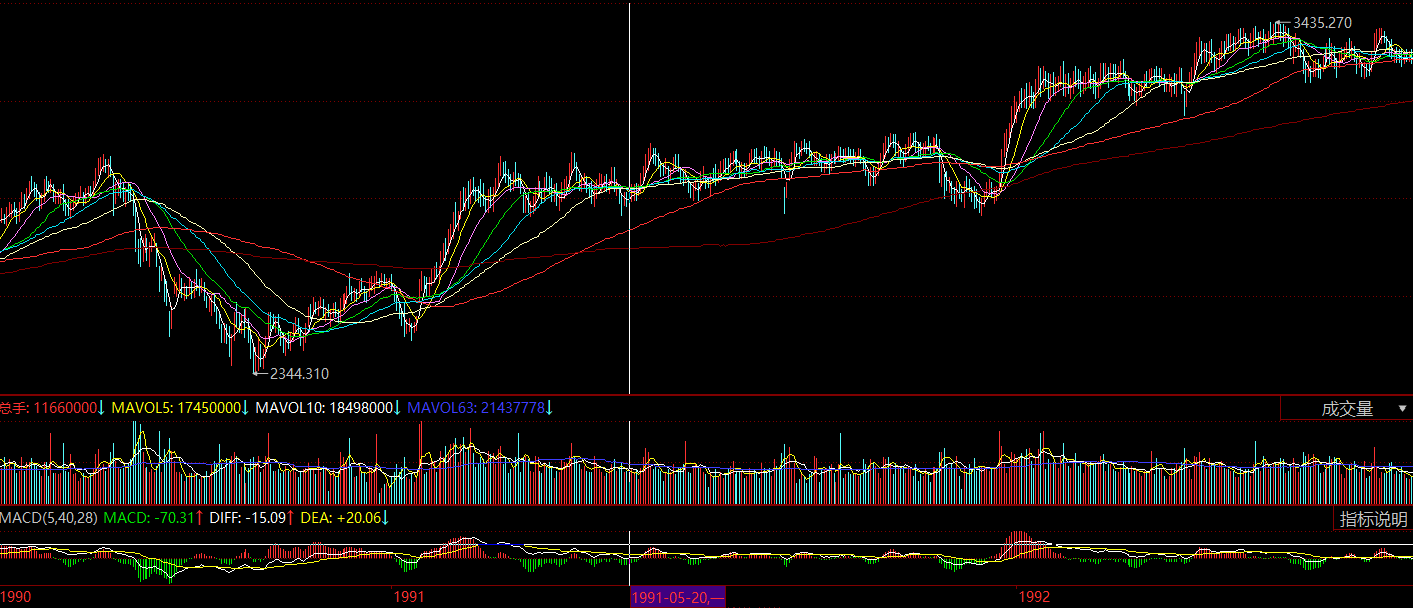 3435.270
2344.310
总手: 11660000↓ MAVOL5: 17450000↓ MAVOL10: 18498000↓ MAVOL63: 21437778↓
成交量
MACD(5,40,28) MACD: -70.31↑ DIFF: -15.09↑ DEA: +20.06↓
指标说明
1990 1991 1991-05-20,一 1992